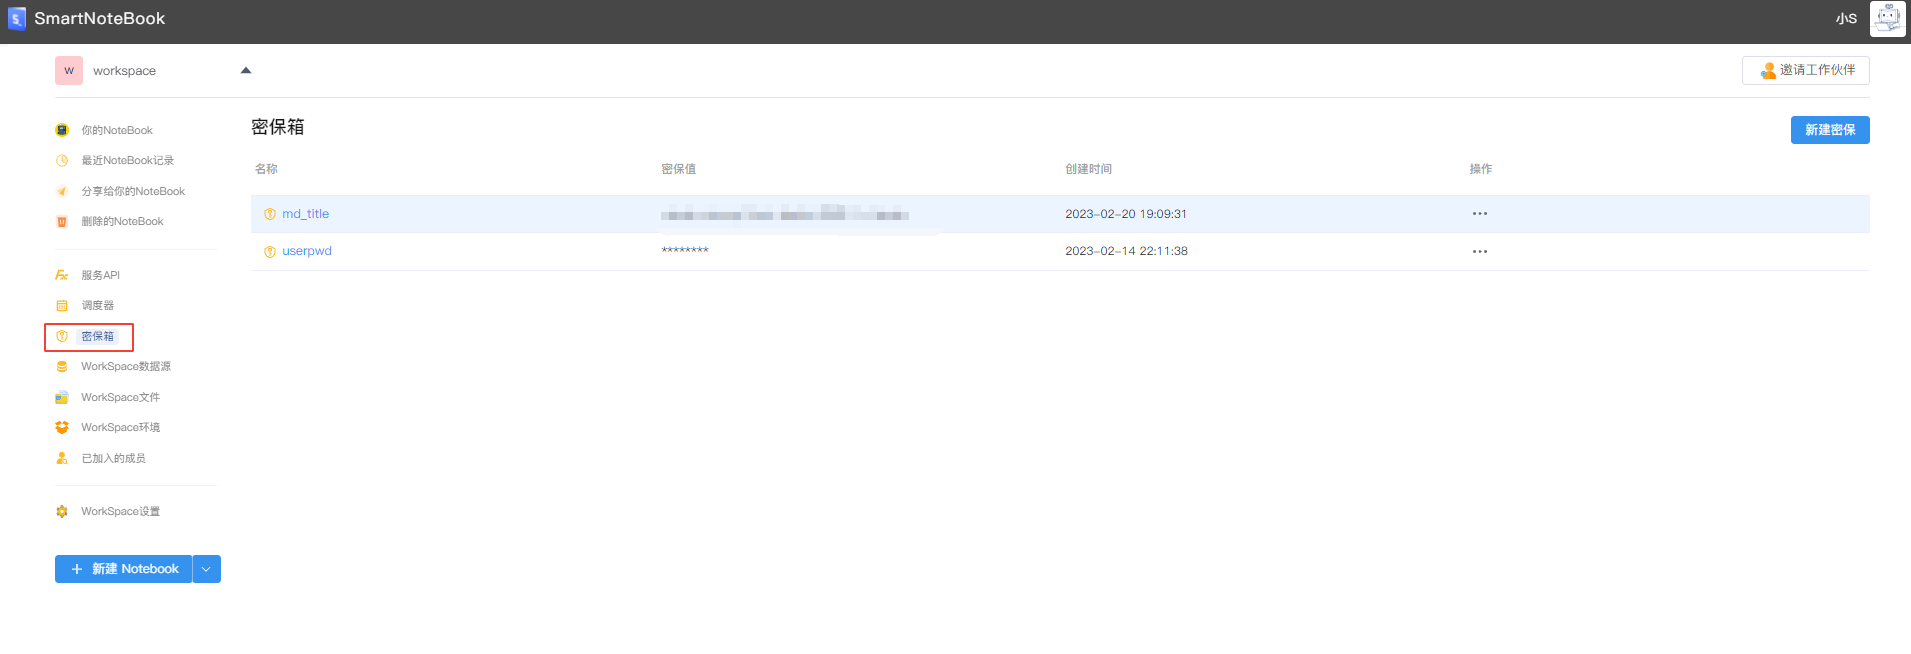 SmartNoteBook
小S
W workspace
邀请工作伙伴
你的NoteBook
最近NoteBook记录
分享给你的NoteBook
删除的NoteBook
服务API
调度器
密保箱
WorkSpace数据源
WorkSpace文件
WorkSpace环境
已加入的成员
WorkSpace设置
+ 新建 Notebook
密保箱
新建密保
名称 密保值 创建时间 操作
md_title 2023-02-20 19:09:31 •••
userpwd ******** 2023-02-14 22:11:38 •••